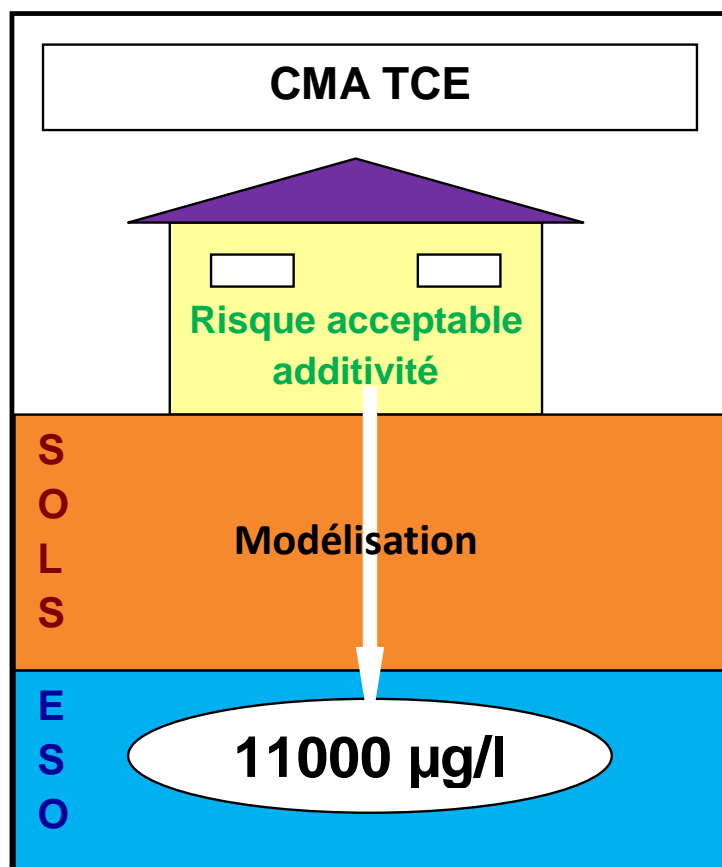 CMA TCE
Risque acceptable
additivité
S
O
L
S
Modélisation
E
S
O
11000 µg/l